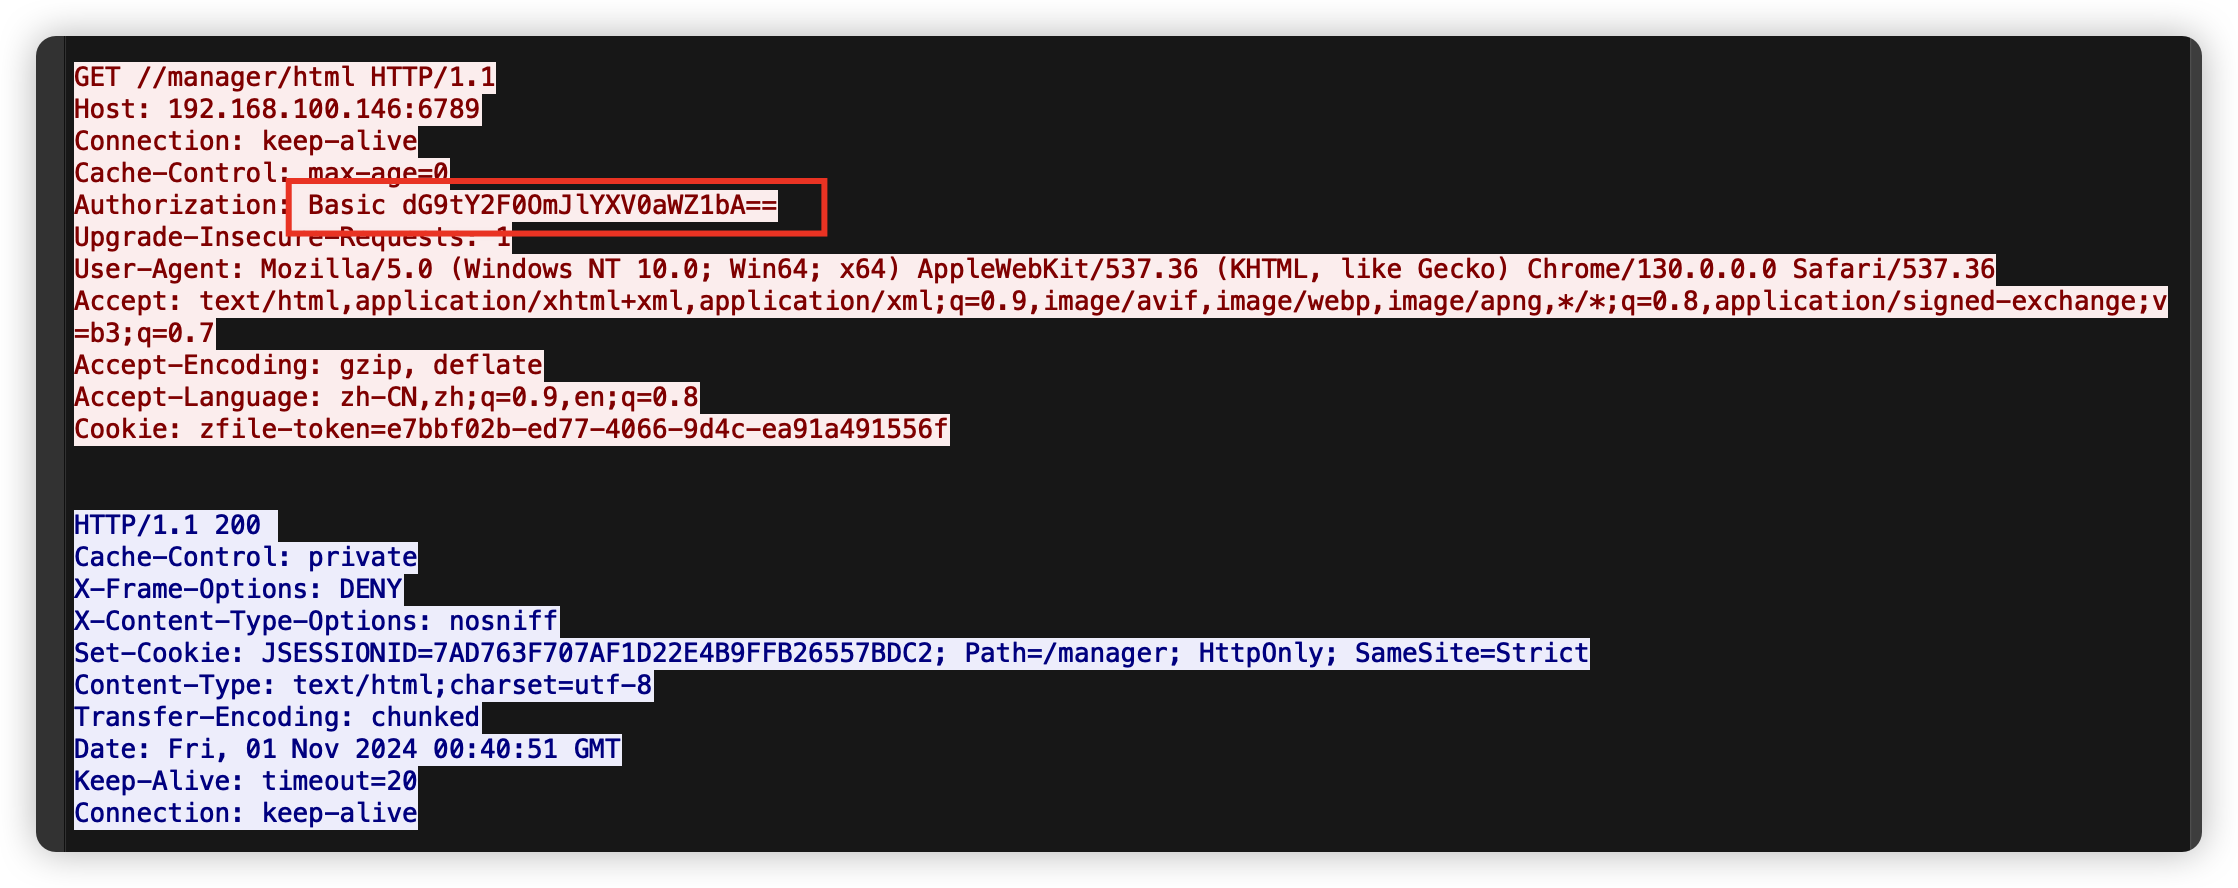 GET //manager/html HTTP/1.1
Host: 192.168.100.146:6789
Connection: keep-alive
Cache-Control: max-age=0
Authorization: Basic dG9tY2F0OmJlYXV0aWZ1bA==
Upgrade-Insecure-Requests: 1
User-Agent: Mozilla/5.0 (Windows NT 10.0; Win64; x64) AppleWebKit/537.36 (KHTML, like Gecko) Chrome/130.0.0.0 Safari/537.36
Accept: text/html,application/xhtml+xml,application/xml;q=0.9,image/avif,image/webp,image/apng,*/*;q=0.8,application/signed-exchange;v
=b3;q=0.7
Accept-Encoding: gzip, deflate
Accept-Language: zh-CN,zh;q=0.9,en;q=0.8
Cookie: zfile-token=e7bbf02b-ed77-4066-9d4c-ea91a491556f
HTTP/1.1 200
Cache-Control: private
X-Frame-Options: DENY
X-Content-Type-Options: nosniff
Set-Cookie: JSESSIONID=7AD763F707AF1D22E4B9FFB26557BDC2; Path=/manager; HttpOnly; SameSite=Strict
Content-Type: text/html;charset=utf-8
Transfer-Encoding: chunked
Date: Fri, 01 Nov 2024 00:40:51 GMT
Keep-Alive: timeout=20
Connection: keep-alive